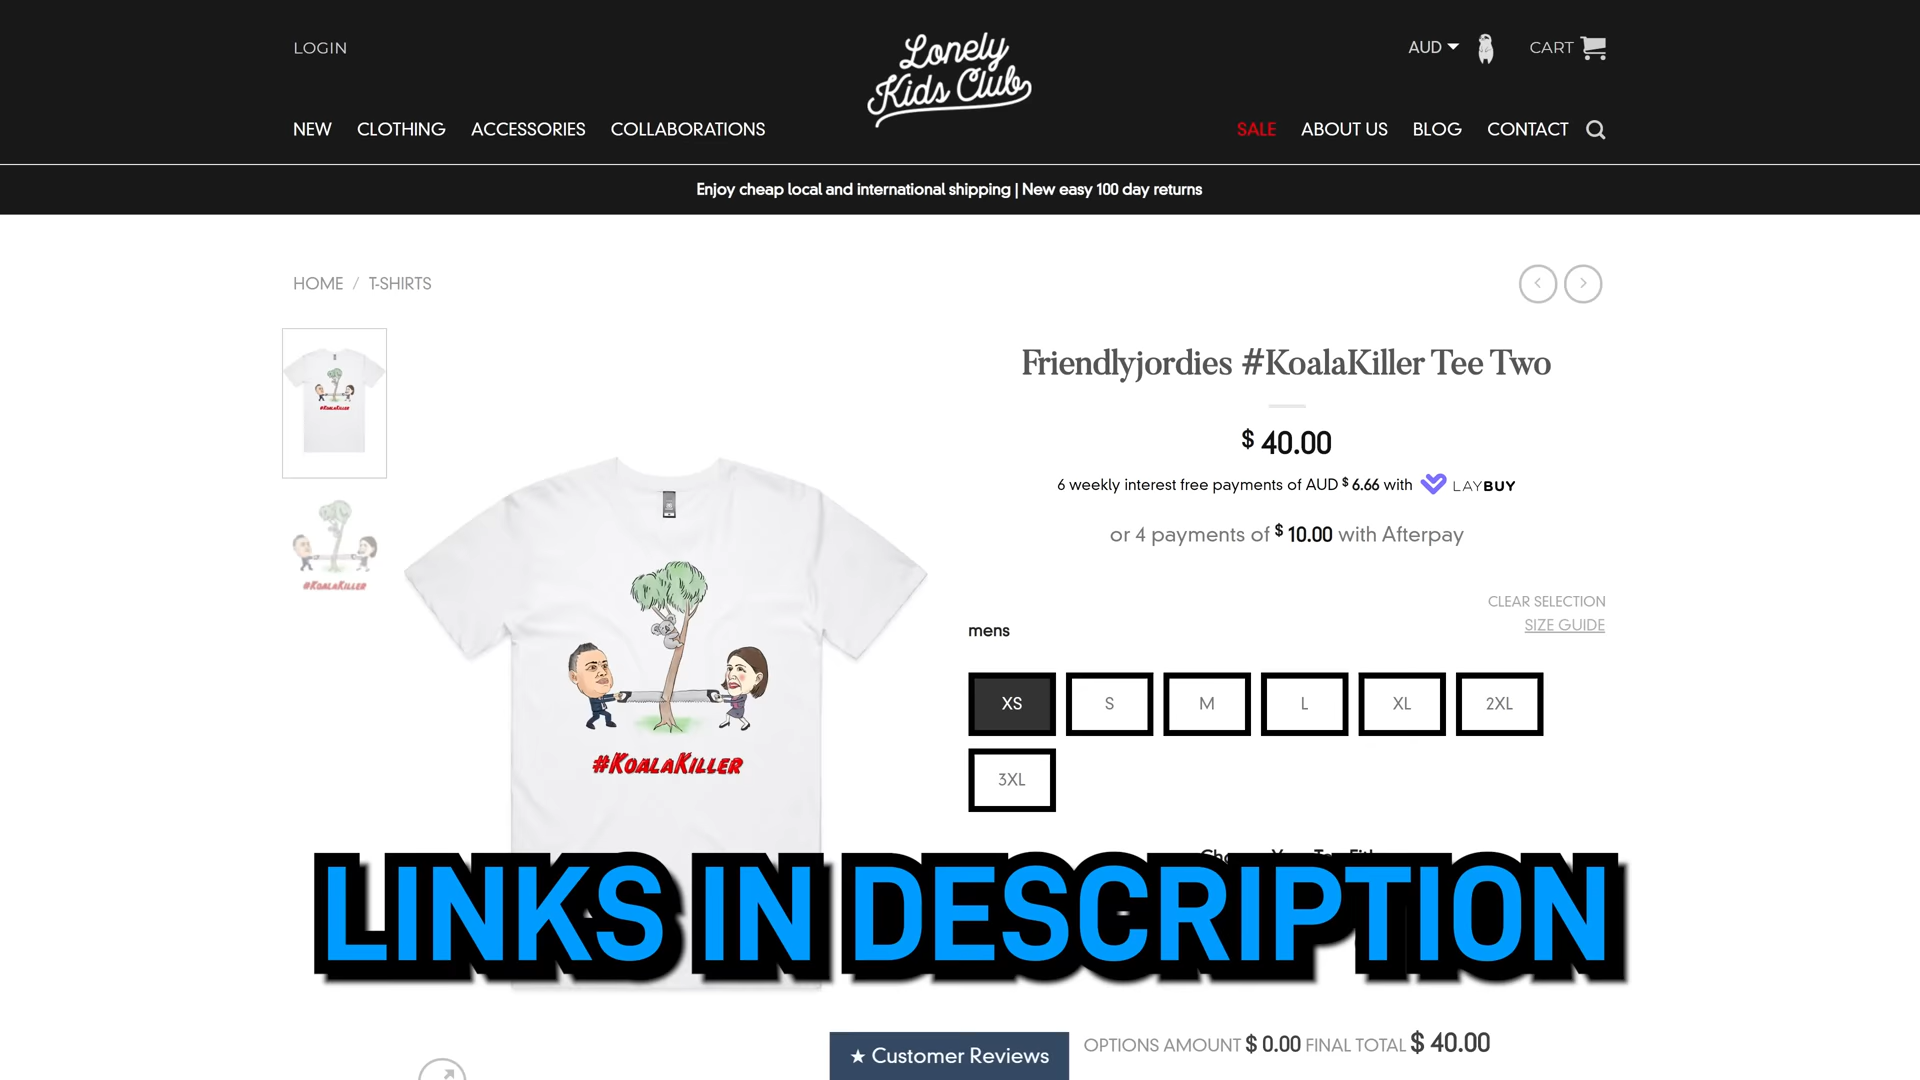 LOGIN
Lonely
Kids Club
AUD
CART
NEW CLOTHING ACCESSORIES COLLABORATIONS
SALE ABOUT US BLOG CONTACT
Enjoy cheap local and international shipping | New easy 100 day returns
HOME / T-SHIRTS
#KOALAKILLER
#KOALAKILLER
#KOALAKILLER
Friendlyjordies #KoalaKiller Tee Two
$ 40.00
6 weekly interest free payments of AUD $ 6.66 with LAYBUY
or 4 payments of $ 10.00 with Afterpay
CLEAR SELECTION
SIZE GUIDE
mens
XS S M L XL 2XL
3XL
LINKS IN DESCRIPTION
★ Customer Reviews
OPTIONS AMOUNT $ 0.00 FINAL TOTAL $ 40.00